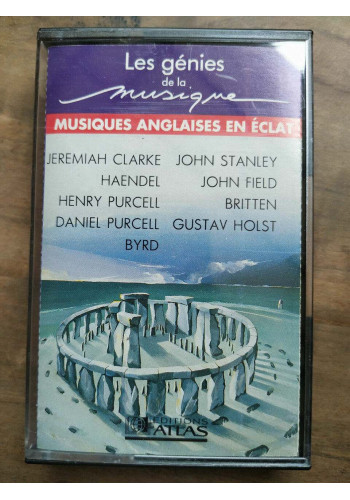 Les génies
de la
musique
MUSIQUES ANGLAISES EN ÉCLAT
JEREMIAH CLARKE
HAENDEL
HENRY PURCELL
DANIEL PURCELL
BYRD
JOHN STANLEY
JOHN FIELD
BRITTEN
GUSTAV HOLST
EDITIONS
ATLAS